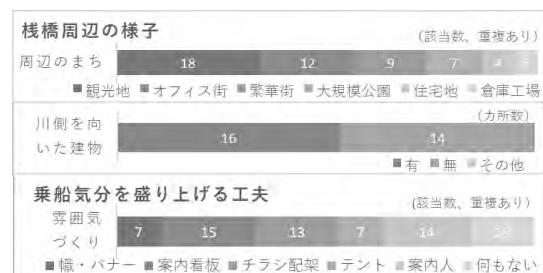 桟橋周辺の様子
(該当数、重複あり)
周辺のまち
18 12 9 7 4
■観光地 ■オフィス街 ■繁華街 ■大規模公園 ■住宅地 ■倉庫工場
(カ所数)
川側を向
いた建物
16 14
■有 ■無 ■その他
乗船気分を盛り上げる工夫
(該当数、重複あり)
雰囲気
づくり
7 15 13 7 14
■幟・バナー ■案内看板 ■チラシ配架 ■テント ■案内人 ■何もない